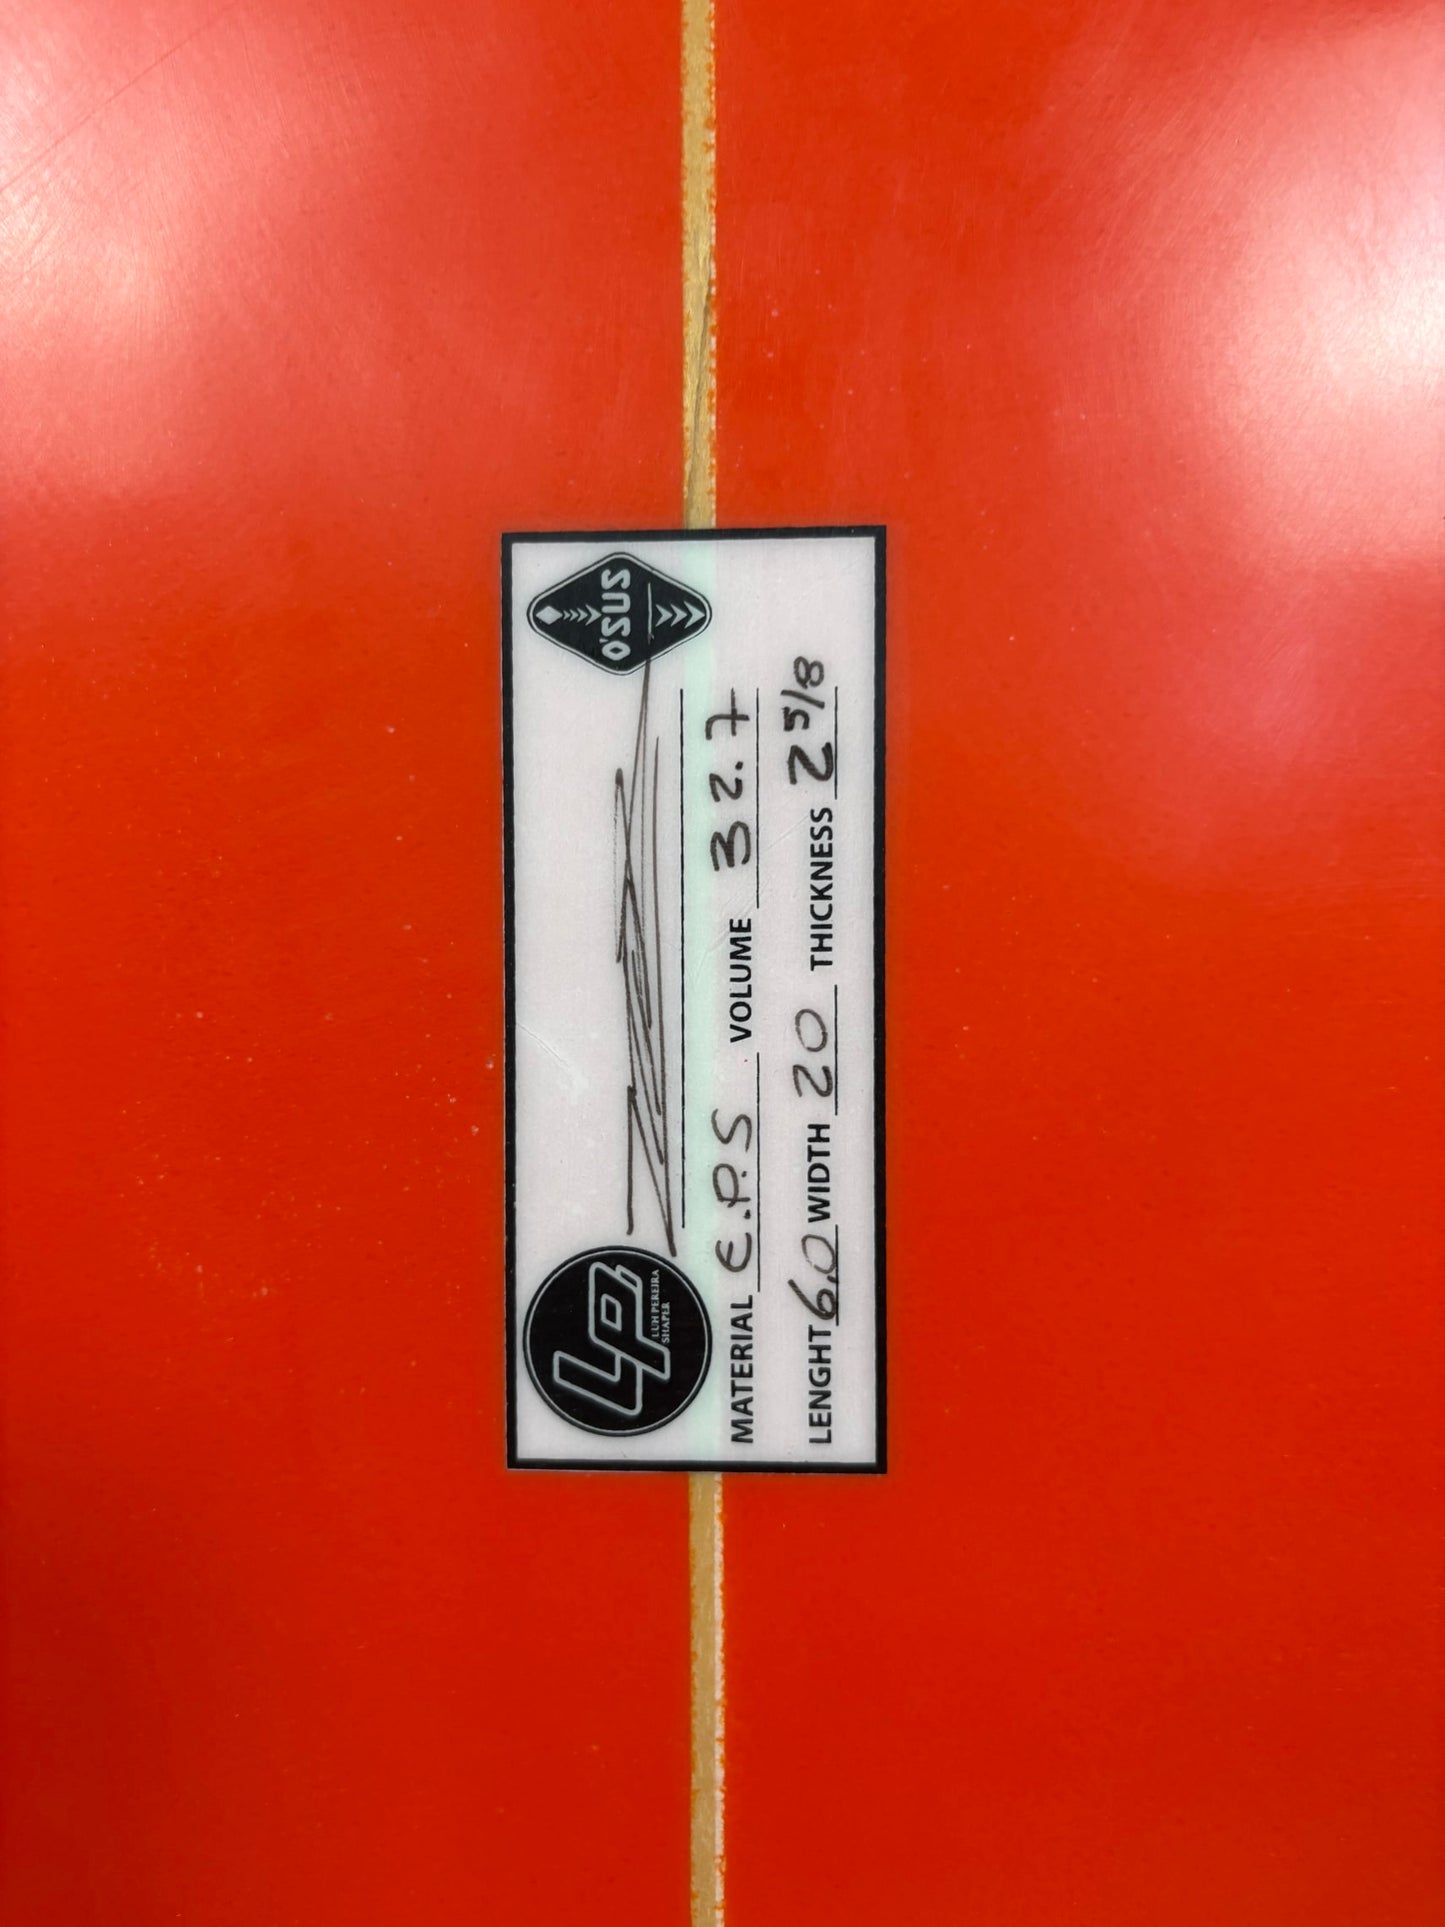 O'SUS
LP
LUH PEREIRA
SHAPER
MATERIAL E.P.S VOLUME 32.7
LENGHT 6,0 WIDTH 20 THICKNESS 2 5/8